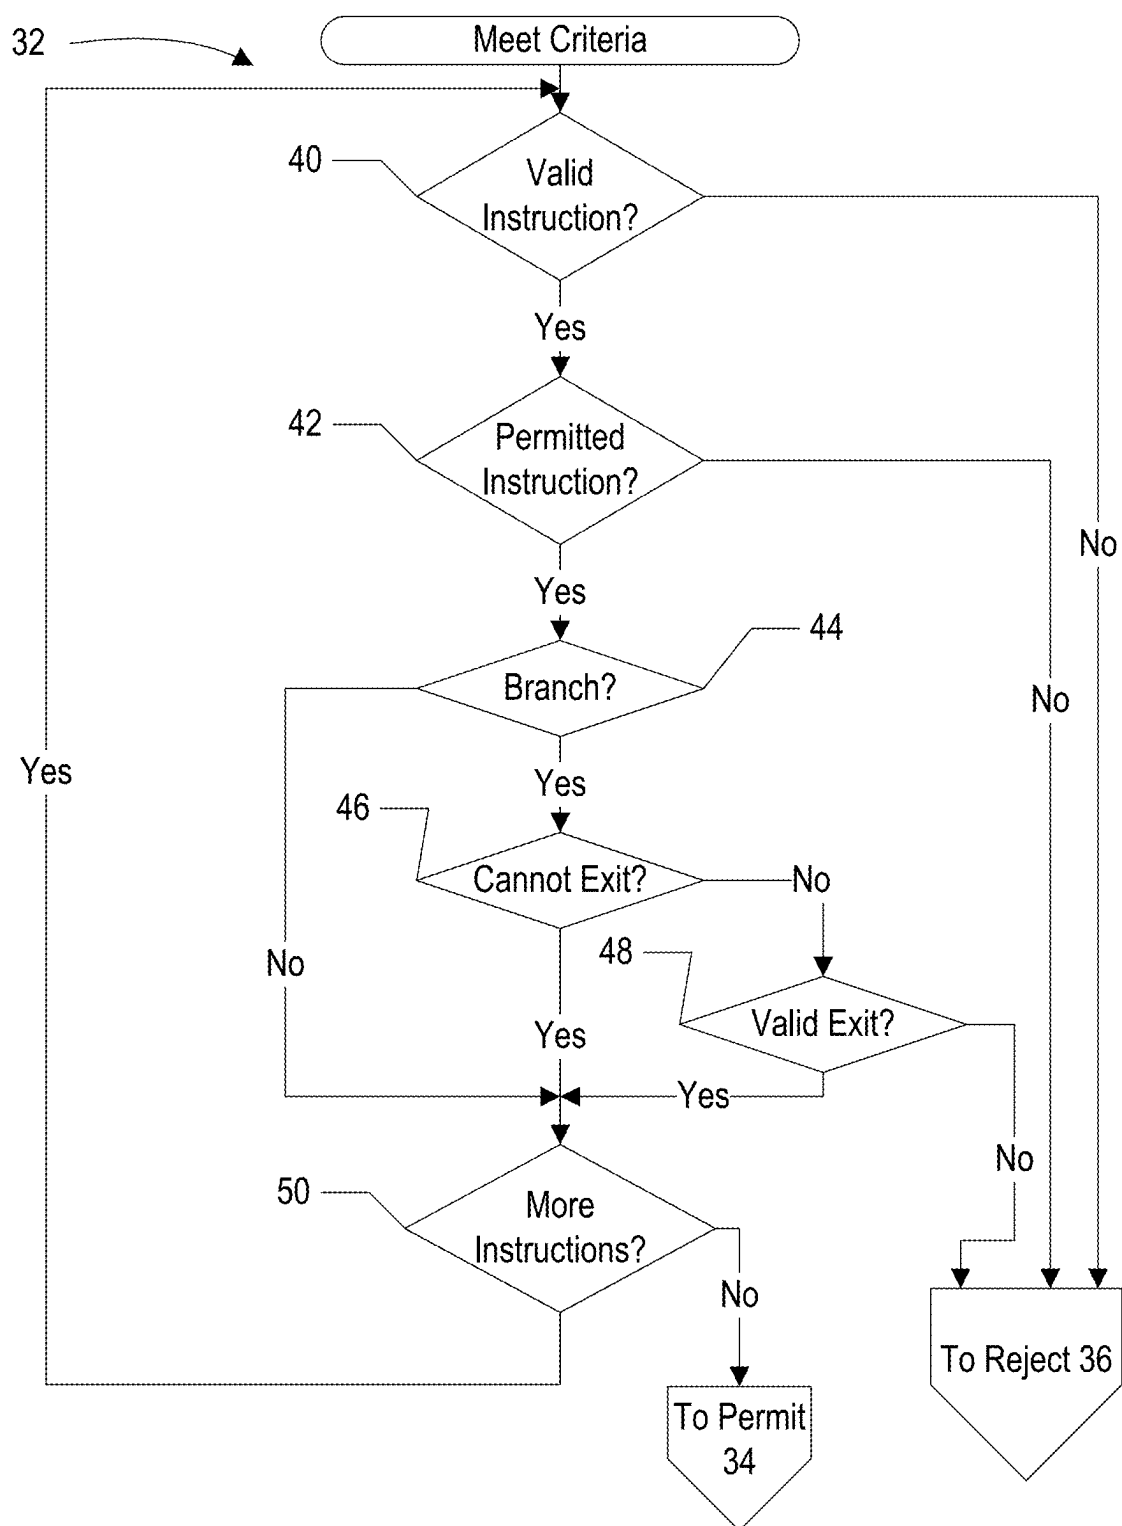 32
Meet Criteria
40
Valid
Instruction?
Yes
42
Permitted
Instruction?
No
Yes
44
Branch?
No
Yes
Yes
46
Cannot Exit?
No
48
No
Valid Exit?
Yes
Yes
No
50
More
Instructions?
No
To Reject 36
To Permit
34